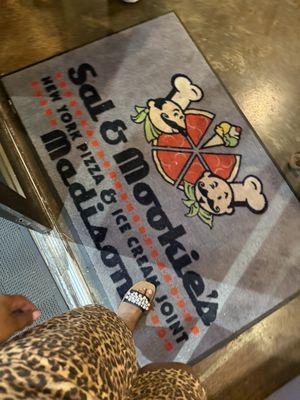 Sal & Mookie's
NEW YORK PIZZA & ICE CREAM JOINT
Madison